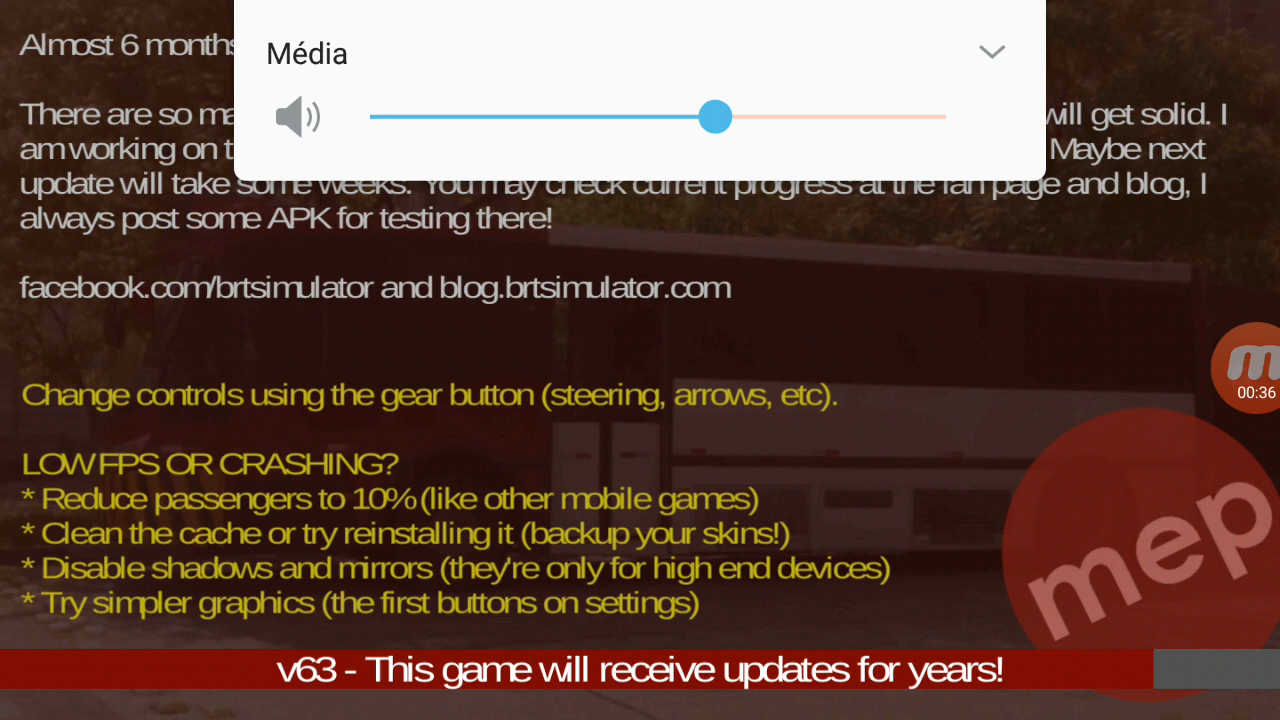 Média
Almost 6 months
There are so will get solid. I
am working on Maybe next
update will take some weeks. You may check current progress at the fan page and blog, I
always post some APK for testing there!
facebook.com/brtsimulator and blog.brtsimulator.com
Change controls using the gear button (steering, arrows, etc).
00:36
LOW FPS OR CRASHING?
* Reduce passengers to 10% (like other mobile games)
* Clean the cache or try reinstalling it (backup your skins!)
* Disable shadows and mirrors (they're only for high end devices)
* Try simpler graphics (the first buttons on settings)
mep
v63 - This game will receive updates for years!